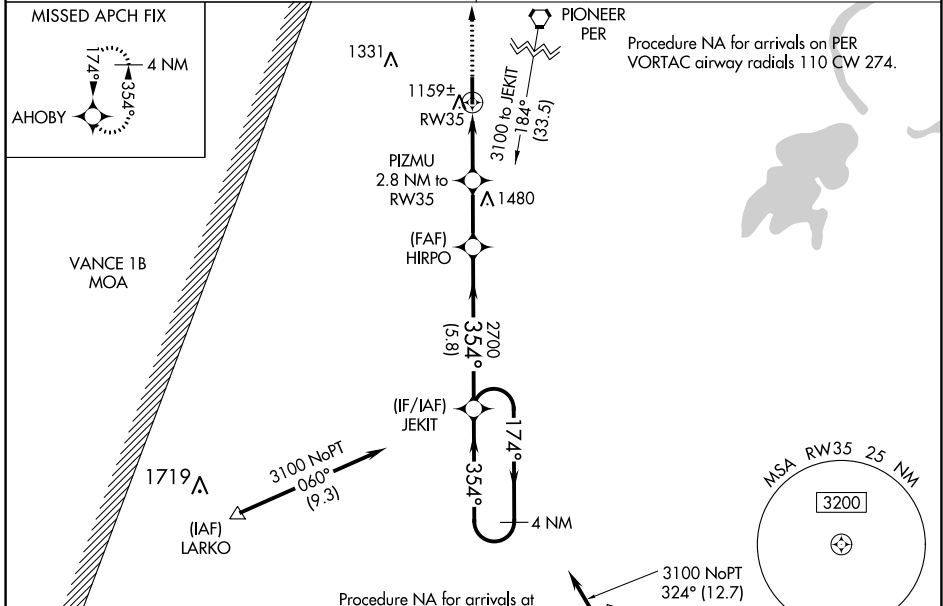 MISSED APCH FIX
174°
4 NM
354°
AHOBY
1331
PIONEER
PER
Procedure NA for arrivals on PER
VORTAC airway radials 110 CW 274.
1159±
RW35
3100 to JEKIT
184°
(33.5)
PIZMU
2.8 NM to
RW35
1480
(FAF)
HIRPO
VANCE 1B
MOA
2700
354°
(5.8)
(IF/IAF)
JEKIT
174°
354°
4 NM
1719
3100 NoPT
060°
(9.3)
(IAF)
LARKO
MSA RW35 25 NM
3200
3100 NoPT
324° (12.7)
Procedure NA for arrivals at